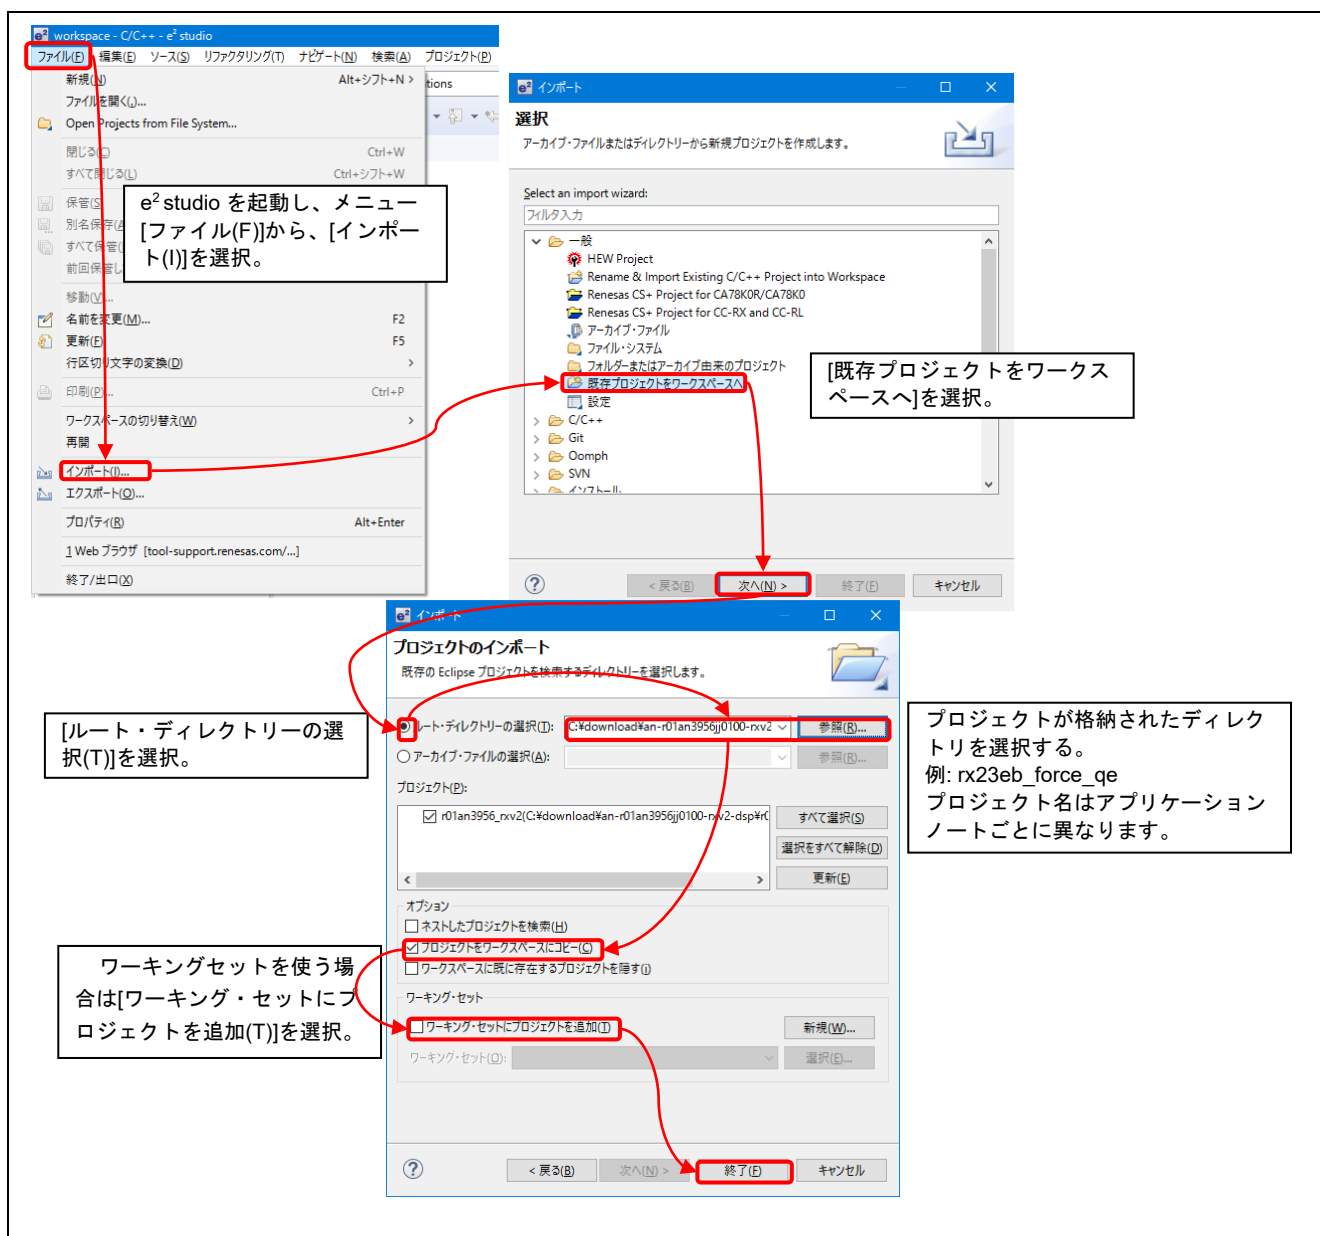 workspace - C/C++ - e² studio
ファイル(F) 編集(E) ソース(S) リファクタリング(T) ナビゲート(N) 検索(A) プロジェクト(P)
新規(N) Alt+シフト+N >
ファイルを開く(.)...
Open Projects from File System...
閉じる(C) Ctrl+W
すべて閉じる(L) Ctrl+シフト+W
保管(S)
別名保存(A)
すべて保管(
前回保管し
移動(V)...
名前を変更(M)... F2
更新(F) F5
行区切り文字の変換(D) >
印刷(P)... Ctrl+P
ワークスペースの切り替え(W) >
再開
インポート(I)...
エクスポート(O)...
プロパティ(R) Alt+Enter
1 Web ブラウザ [tool-support.renesas.com/...]
終了/出口(X)
tions
e² studio を起動し、メニュー
[ファイル(F)]から、[インポー
ト(I)]を選択。
インポート
選択
アーカイブ・ファイルまたはディレクトリーから新規プロジェクトを作成します。
Select an import wizard:
フィルタ入力
一般
HEW Project
Rename & Import Existing C/C++ Project into Workspace
Renesas CS+ Project for CA78K0R/CA78K0
Renesas CS+ Project for CC-RX and CC-RL
アーカイブ・ファイル
ファイル・システム
フォルダーまたはアーカイブ由来のプロジェクト
既存プロジェクトをワークスペースへ
設定
C/C++
Git
Oomph
SVN
インストール
< 戻る(B) 次へ(N) > 終了(F) キャンセル
[既存プロジェクトをワークス
ペースへ]を選択。
インポート
プロジェクトのインポート
既存の Eclipse プロジェクトを検索するディレクトリーを選択します。
ルート・ディレクトリーの選択(T): C:¥download¥an-r01an3956jj0100-rxv2 参照(R)...
アーカイブ・ファイルの選択(A): 参照(R)...
プロジェクト(P):
r01an3956_rxv2(C:¥download¥an-r01an3956jj0100-rxv2-dsp¥r0
すべて選択(S)
選択をすべて解除(D)
更新(E)
オプション
ネストしたプロジェクトを検索(H)
プロジェクトをワークスペースにコピー(C)
ワークスペースに既に存在するプロジェクトを隠す(i)
ワーキング・セット
ワーキング・セットにプロジェクトを追加(T) 新規(W)...
ワーキング・セット(O): 選択(E)...
< 戻る(B) 次へ(N) > 終了(F) キャンセル
[ルート・ディレクトリーの選
択(T)]を選択。
プロジェクトが格納されたディレク
トリを選択する。
例: rx23eb_force_qe
プロジェクト名はアプリケーション
ノートごとに異なります。
ワーキングセットを使う場
合は[ワーキング・セットにプ
ロジェクトを追加(T)]を選択。